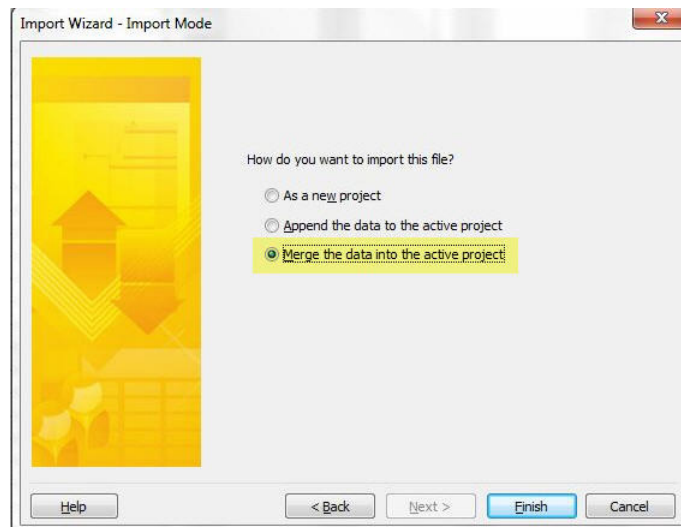 Import Wizard - Import Mode
How do you want to import this file?
As a new project
Append the data to the active project
Merge the data into the active project
Help
< Back
Next >
Finish
Cancel